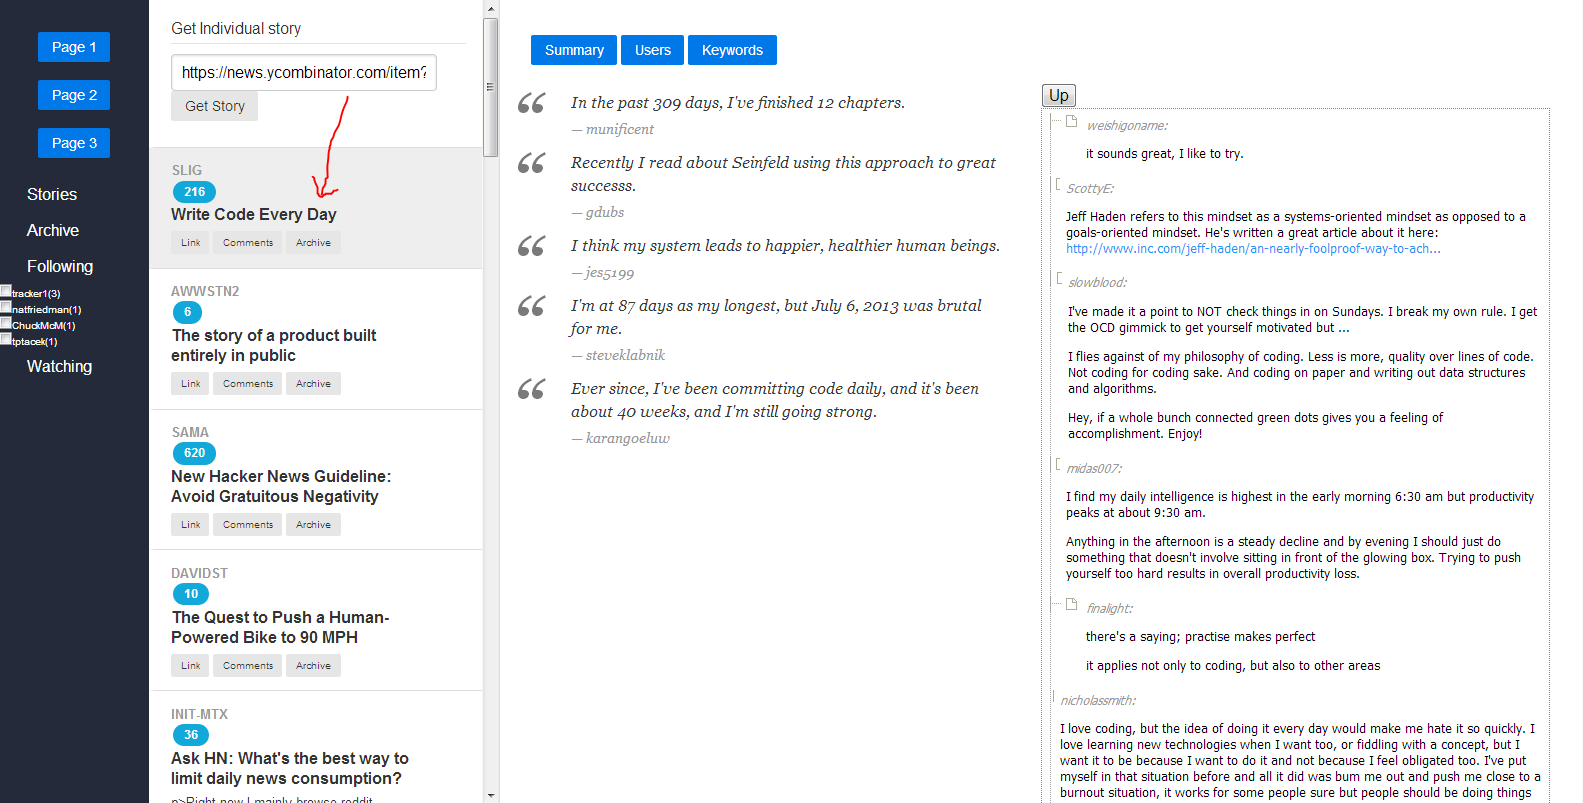 Page 1
Page 2
Page 3
Stories
Archive
Following
tracker1(3)
natfriedman(1)
ChuckMcM(1)
tptacek(1)
Watching
Get Individual story
https://news.ycombinator.com/item?
Get Story
SLIG
216
Write Code Every Day
Link Comments Archive
AWWSTN2
6
The story of a product built
entirely in public
Link Comments Archive
SAMA
620
New Hacker News Guideline:
Avoid Gratuitous Negativity
Link Comments Archive
DAVIDST
10
The Quest to Push a Human-
Powered Bike to 90 MPH
Link Comments Archive
INIT-MTX
36
Ask HN: What's the best way to
limit daily news consumption?
p>Right now I mainly browse reddit
Summary Users Keywords
“ In the past 309 days, I've finished 12 chapters.
— munificent
“ Recently I read about Seinfeld using this approach to great
successs.
— gdubs
“ I think my system leads to happier, healthier human beings.
— jes5199
“ I'm at 87 days as my longest, but July 6, 2013 was brutal
for me.
— steveklabnik
“ Ever since, I've been committing code daily, and it's been
about 40 weeks, and I'm still going strong.
— karangoeluw
Up
weishigoname:
it sounds great, I like to try.
ScottyE:
Jeff Haden refers to this mindset as a systems-oriented mindset as opposed to a
goals-oriented mindset. He's written a great article about it here:
http://www.inc.com/jeff-haden/an-nearly-foolproof-way-to-ach...
slowblood:
I've made it a point to NOT check things in on Sundays. I break my own rule. I get
the OCD gimmick to get yourself motivated but ...
I flies against of my philosophy of coding. Less is more, quality over lines of code.
Not coding for coding sake. And coding on paper and writing out data structures
and algorithms.
Hey, if a whole bunch connected green dots gives you a feeling of
accomplishment. Enjoy!
midas007:
I find my daily intelligence is highest in the early morning 6:30 am but productivity
peaks at about 9:30 am.
Anything in the afternoon is a steady decline and by evening I should just do
something that doesn't involve sitting in front of the glowing box. Trying to push
yourself too hard results in overall productivity loss.
finalight:
there's a saying; practise makes perfect
it applies not only to coding, but also to other areas
nicholassmith:
I love coding, but the idea of doing it every day would make me hate it so quickly. I
love learning new technologies when I want too, or fiddling with a concept, but I
want it to be because I want to do it and not because I feel obligated too. I've put
myself in that situation before and all it did was bum me out and push me close to a
burnout situation, it works for some people sure but people should be doing things